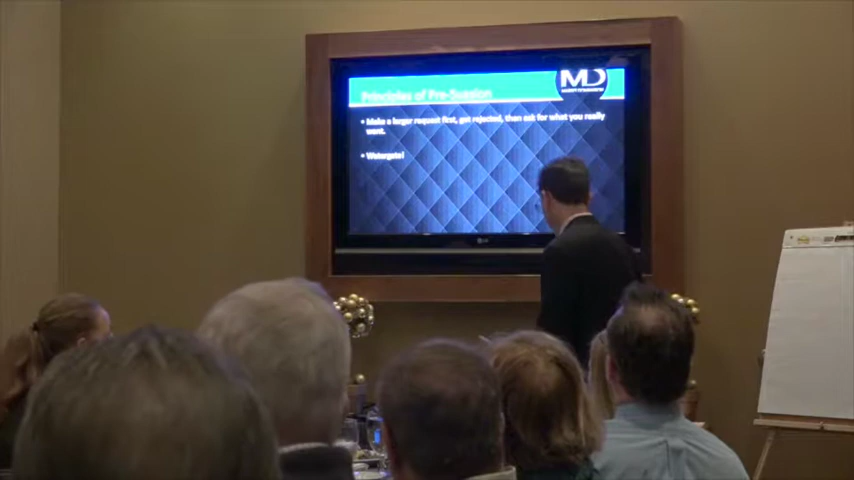 Principles of Pre-Suasion
MD
• Make a larger request first, get rejected, then ask for what you really
want.
• Watergate!
LG